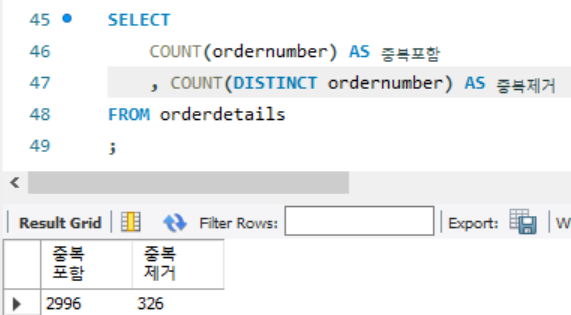 45 SELECT
46 COUNT(ordernumber) AS 중복포함
47 , COUNT(DISTINCT ordernumber) AS 중복제거
48 FROM orderdetails
49 ;
Result Grid Filter Rows: Export: W
중복 중복
포함 제거
2996 326